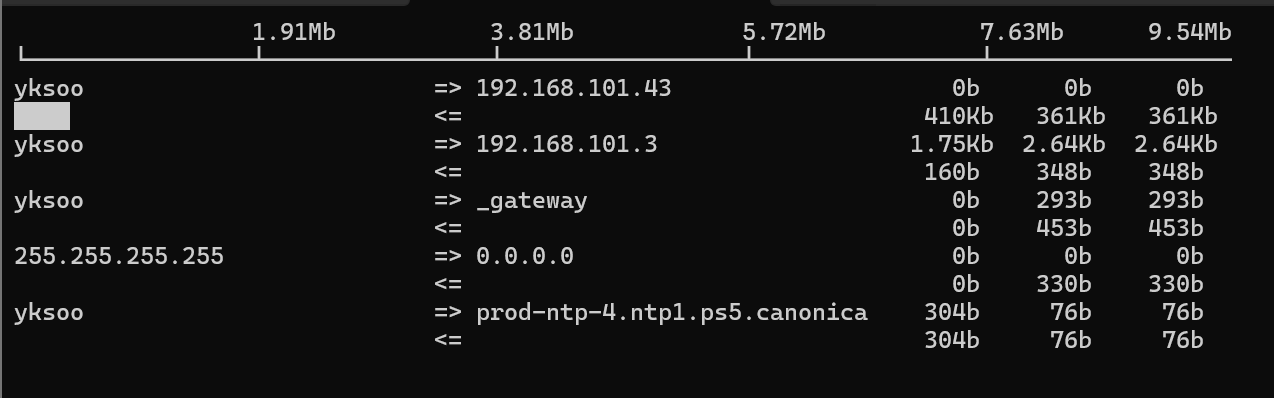 1.91Mb 3.81Mb 5.72Mb 7.63Mb 9.54Mb
yksoo => 192.168.101.43 0b 0b 0b
<= 410Kb 361Kb 361Kb
yksoo => 192.168.101.3 1.75Kb 2.64Kb 2.64Kb
<= 160b 348b 348b
yksoo => _gateway 0b 293b 293b
<= 0b 453b 453b
255.255.255.255 => 0.0.0.0 0b 0b 0b
<= 0b 330b 330b
yksoo => prod-ntp-4.ntp1.ps5.canonica 304b 76b 76b
<= 304b 76b 76b